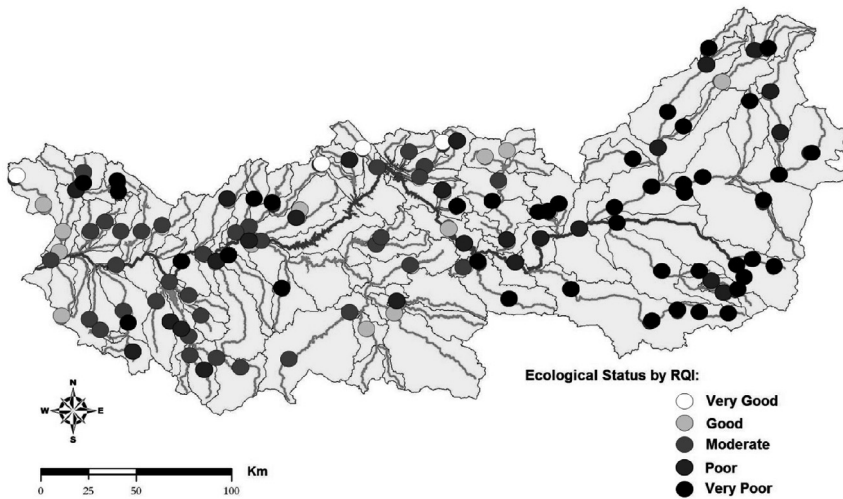 Ecological Status by RQI:
Very Good
Good
Moderate
Poor
Very Poor
N
W E
S
Km
0 25 50 100